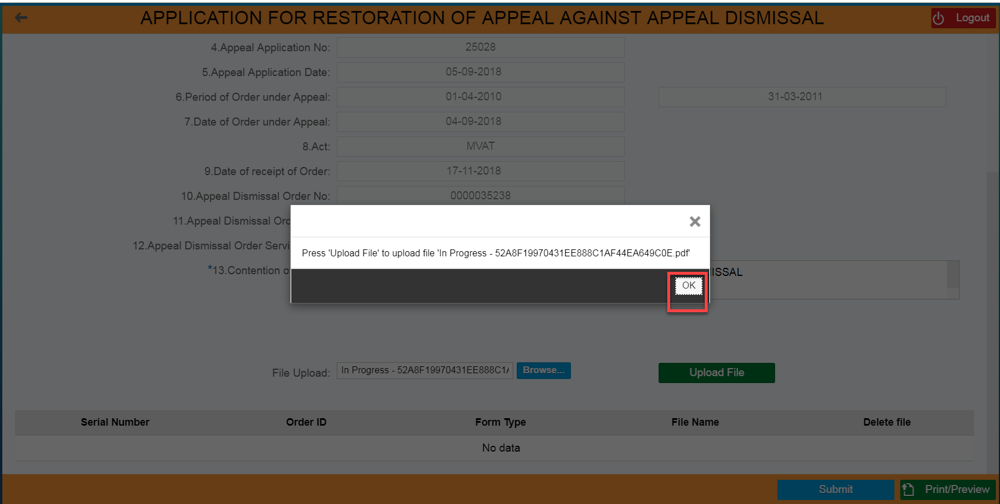 APPLICATION FOR RESTORATION OF APPEAL AGAINST APPEAL DISMISSAL
Logout
4.Appeal Application No: 25028
5.Appeal Application Date: 05-09-2018
6.Period of Order under Appeal: 01-04-2010 31-03-2011
7.Date of Order under Appeal: 04-09-2018
8.Act: MVAT
9.Date of receipt of Order: 17-11-2018
10.Appeal Dismissal Order No: 0000035238
11.Appeal Dismissal
12.Appeal Dismissal Order
*13.Contention
Press 'Upload File' to upload file 'In Progress - 52A8F19970431EE888C1AF44EA649C0E.pdf'
OK
File Upload: In Progress - 52A8F19970431EE888C1 Browse... Upload File
Serial Number Order ID Form Type File Name Delete file
No data
Submit Print/Preview